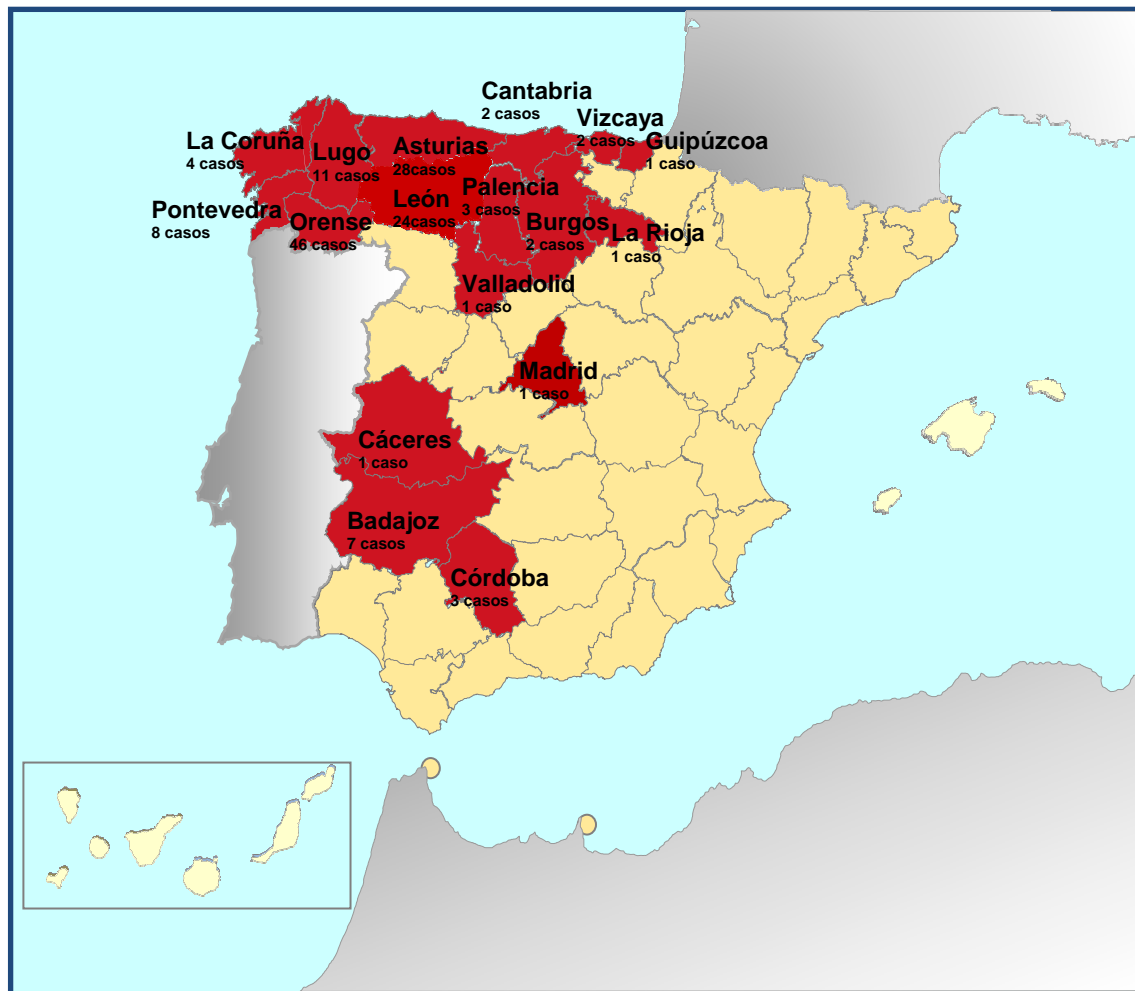 Cantabria
2 casos
Vizcaya
2 casos
Guipúzcoa
1 caso
La Coruña
4 casos
Lugo
11 casos
Asturias
28casos
Palencia
3 casos
León
24casos
Pontevedra
8 casos
Orense
46 casos
Burgos
2 casos
La Rioja
1 caso
Valladolid
1 caso
Madrid
1 caso
Cáceres
1 caso
Badajoz
7 casos
Córdoba
3 casos